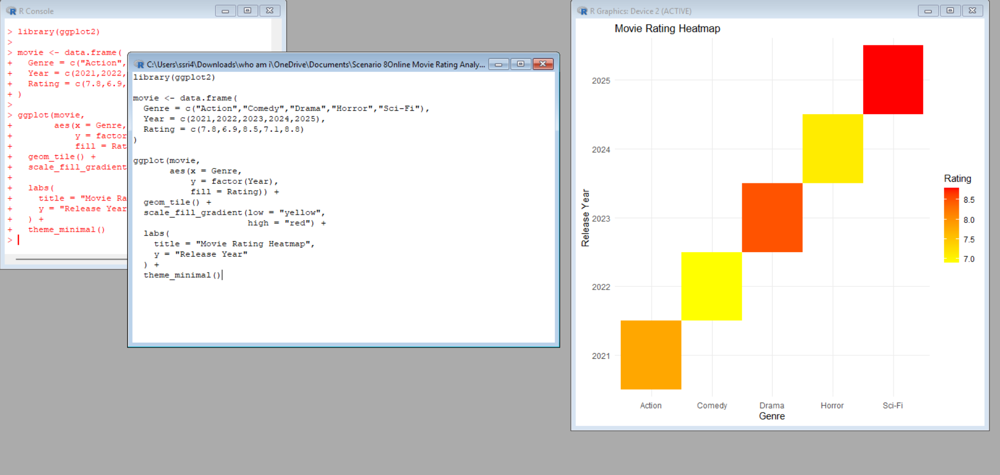 R Console
> library(ggplot2)
>
> movie <- data.frame(
+   Genre = c("Action",
+   Year = c(2021,2022,
+   Rating = c(7.8,6.9,
+ )
>
> ggplot(movie,
+        aes(x = Genre,
+            y = factor
+            fill = Rat
+   geom_tile() +
+   scale_fill_gradient
+
+   labs(
+     title = "Movie Ra
+     y = "Release Year
+   ) +
+   theme_minimal()
>
C:\Users\ssri4\Downloads\who am i\OneDrive\Documents\Scenario 8Online Movie Rating Analy...
library(ggplot2)
movie <- data.frame(
  Genre = c("Action","Comedy","Drama","Horror","Sci-Fi"),
  Year = c(2021,2022,2023,2024,2025),
  Rating = c(7.8,6.9,8.5,7.1,8.8)
)
ggplot(movie,
       aes(x = Genre,
           y = factor(Year),
           fill = Rating)) +
  geom_tile() +
  scale_fill_gradient(low = "yellow",
                      high = "red") +
  labs(
    title = "Movie Rating Heatmap",
    y = "Release Year"
  ) +
  theme_minimal()
R Graphics: Device 2 (ACTIVE)
Movie Rating Heatmap
2025
2024
2023
2022
2021
Release Year
Action Comedy Drama Horror Sci-Fi
Genre
Rating
8.5
8.0
7.5
7.0